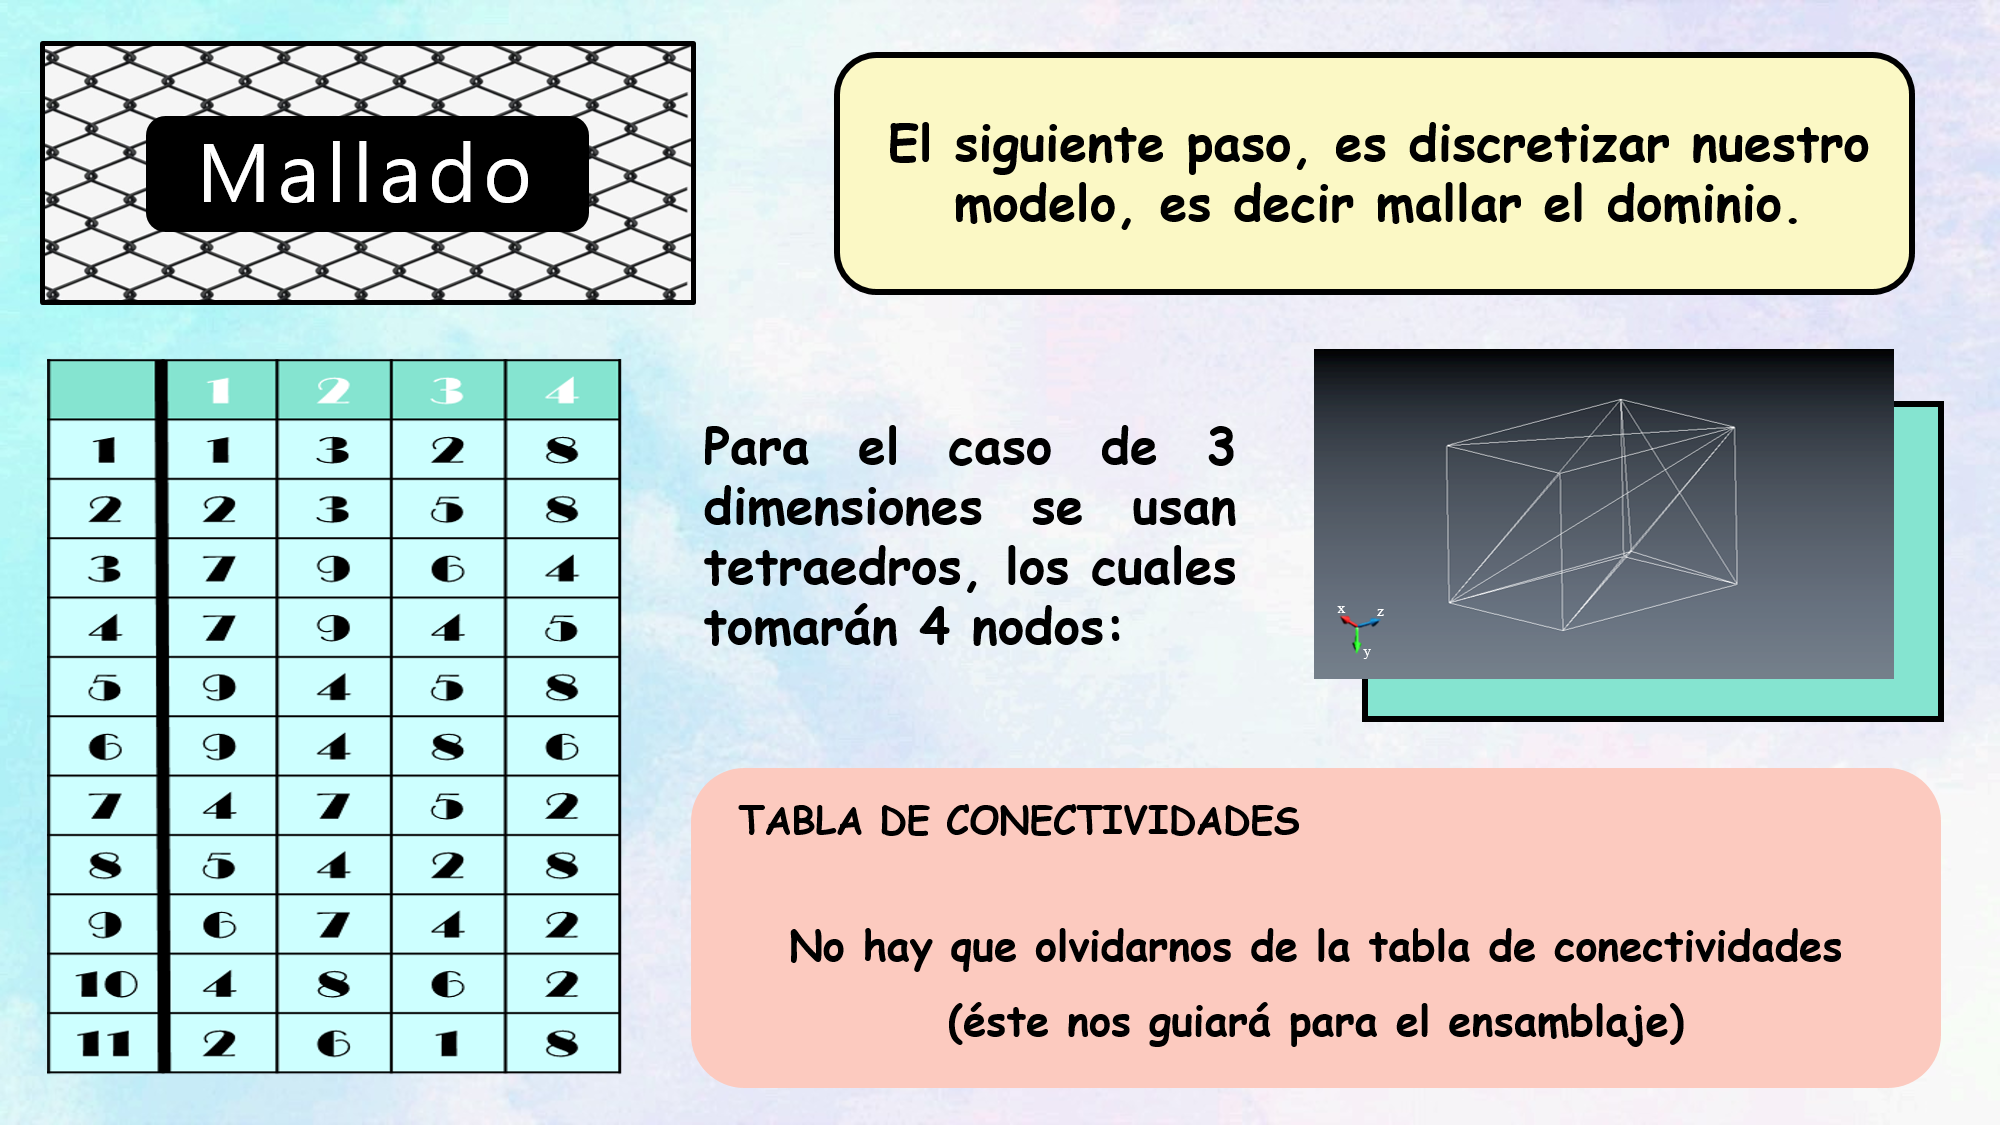 Mallado
El siguiente paso, es discretizar nuestro
modelo, es decir mallar el dominio.
1 2 3 4
1 1 3 2 8
2 2 3 5 8
3 7 9 6 4
4 7 9 4 5
5 9 4 5 8
6 9 4 8 6
7 4 7 5 2
8 5 4 2 8
9 6 7 4 2
10 4 8 6 2
11 2 6 1 8
Para el caso de 3
dimensiones se usan
tetraedros, los cuales
tomarán 4 nodos:
x z
y
TABLA DE CONECTIVIDADES
No hay que olvidarnos de la tabla de conectividades
(éste nos guiará para el ensamblaje)